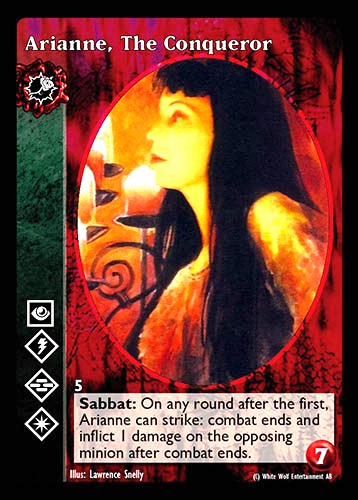 Arianne, The Conqueror
5
Sabbat: On any round after the first,
Arianne can strike: combat ends and
inflict 1 damage on the opposing
minion after combat ends.
7
Illus: Lawrence Snelly
(C) White Wolf Entertainment AB